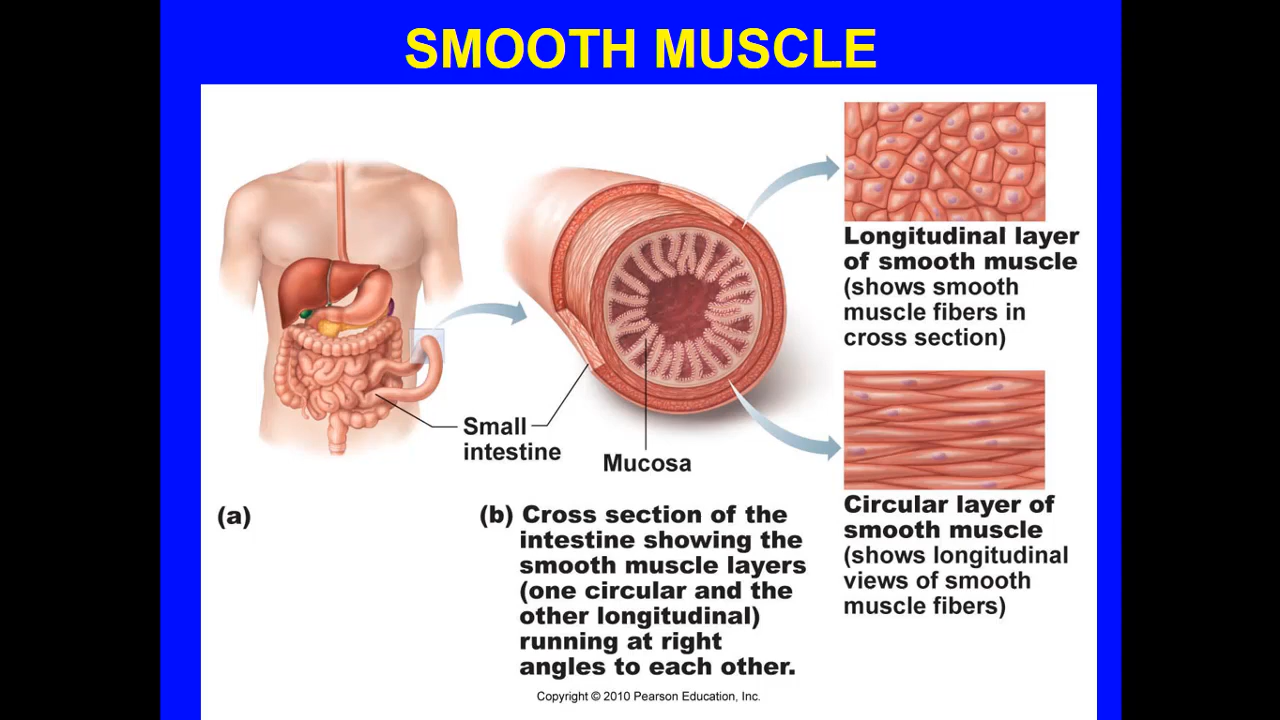 SMOOTH MUSCLE
Longitudinal layer
of smooth muscle
(shows smooth
muscle fibers in
cross section)
Small
intestine
Mucosa
Circular layer of
smooth muscle
(shows longitudinal
views of smooth
muscle fibers)
(a)
(b) Cross section of the
intestine showing the
smooth muscle layers
(one circular and the
other longitudinal)
running at right
angles to each other.
Copyright © 2010 Pearson Education, Inc.